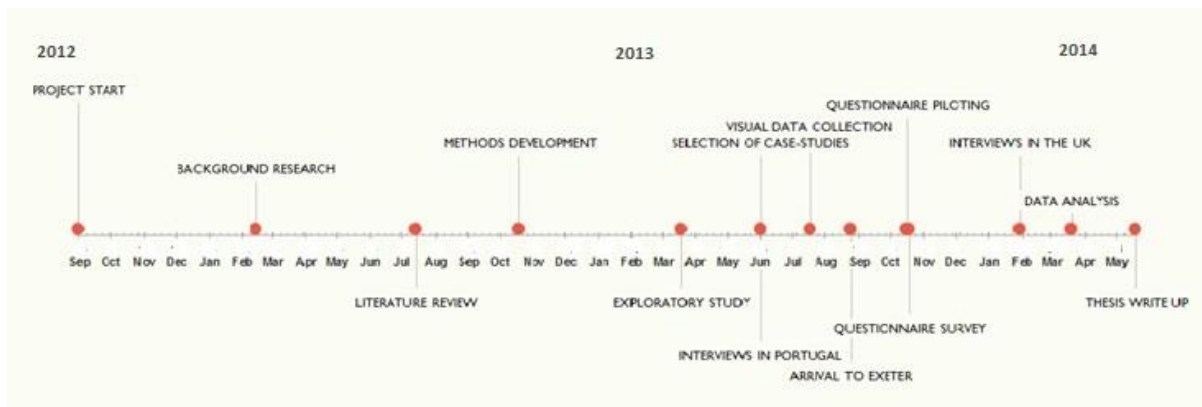 2012
2013
2014
PROJECT START
BACKGROUND RESEARCH
METHODS DEVELOPMENT
SELECTION OF CASE-STUDIES
VISUAL DATA COLLECTION
QUESTIONNAIRE PILOTING
INTERVIEWS IN THE UK
DATA ANALYSIS
Sep Oct Nov Dec Jan Feb Mar Apr May Jun Jul Aug Sep Oct Nov Dec Jan Feb Mar Apr May Jun Jul Aug Sep Oct Nov Dec Jan Feb Mar Apr May
LITERATURE REVIEW
EXPLORATORY STUDY
THESIS WRITE UP
QUESTIONNAIRE SURVEY
INTERVIEWS IN PORTUGAL
ARRIVAL TO EXETER